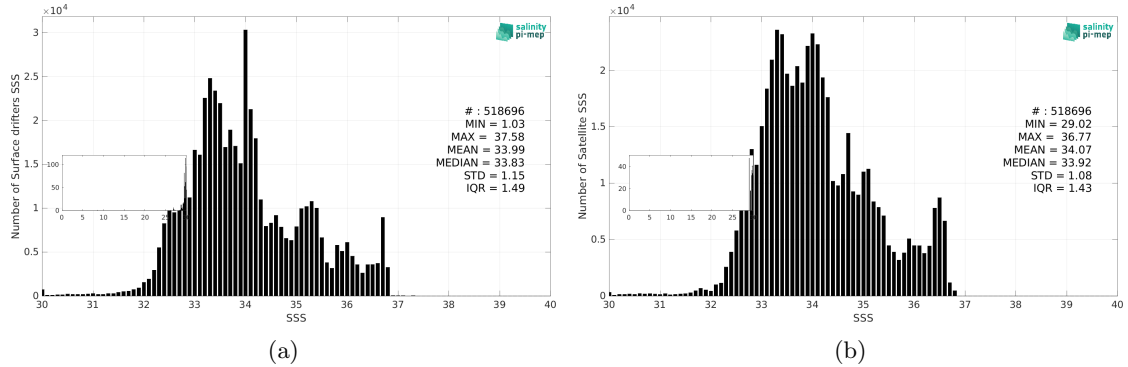 ×10⁴
3
2.5
2
1.5
1
0.5
0
Number of Surface drifters SSS
salinity
pi-mep
# : 518696
MIN = 1.03
MAX = 37.58
MEAN = 33.99
MEDIAN = 33.83
STD = 1.15
IQR = 1.49
100
50
0
0 5 10 15 20 25
30 31 32 33 34 35 36 37 38 39 40
SSS
(a)
×10⁴
2
1.5
1
0.5
0
Number of Satellite SSS
salinity
pi-mep
# : 518696
MIN = 29.02
MAX = 36.77
MEAN = 34.07
MEDIAN = 33.92
STD = 1.08
IQR = 1.43
40
20
0
0 5 10 15 20 25
30 31 32 33 34 35 36 37 38 39 40
SSS
(b)